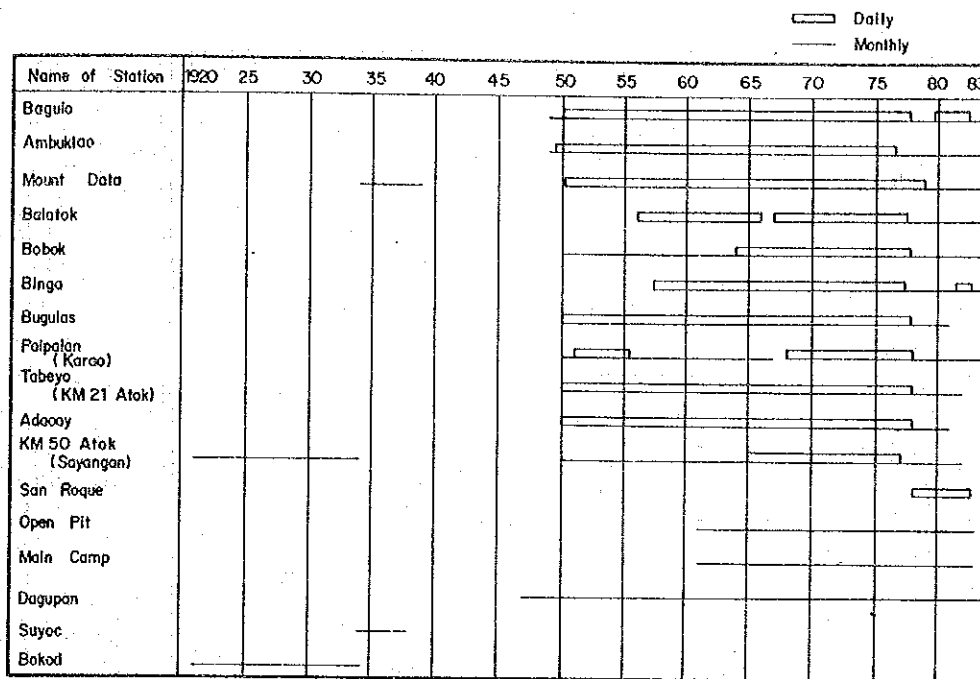 Daily
Monthly
Name of Station 1920 25 30 35 40 50 55 60 65 70 75 80 83
Baguio
Ambuklao
Mount Data
Balatok
Bobok
Binga
Bugulas
Palpalan
(Karao)
Tabeyo
(KM 21 Atok)
Adaoay
KM 50 Atok
(Sayangan)
San Roque
Open Pit
Main Camp
Dagupan
Suyoc
Bokod